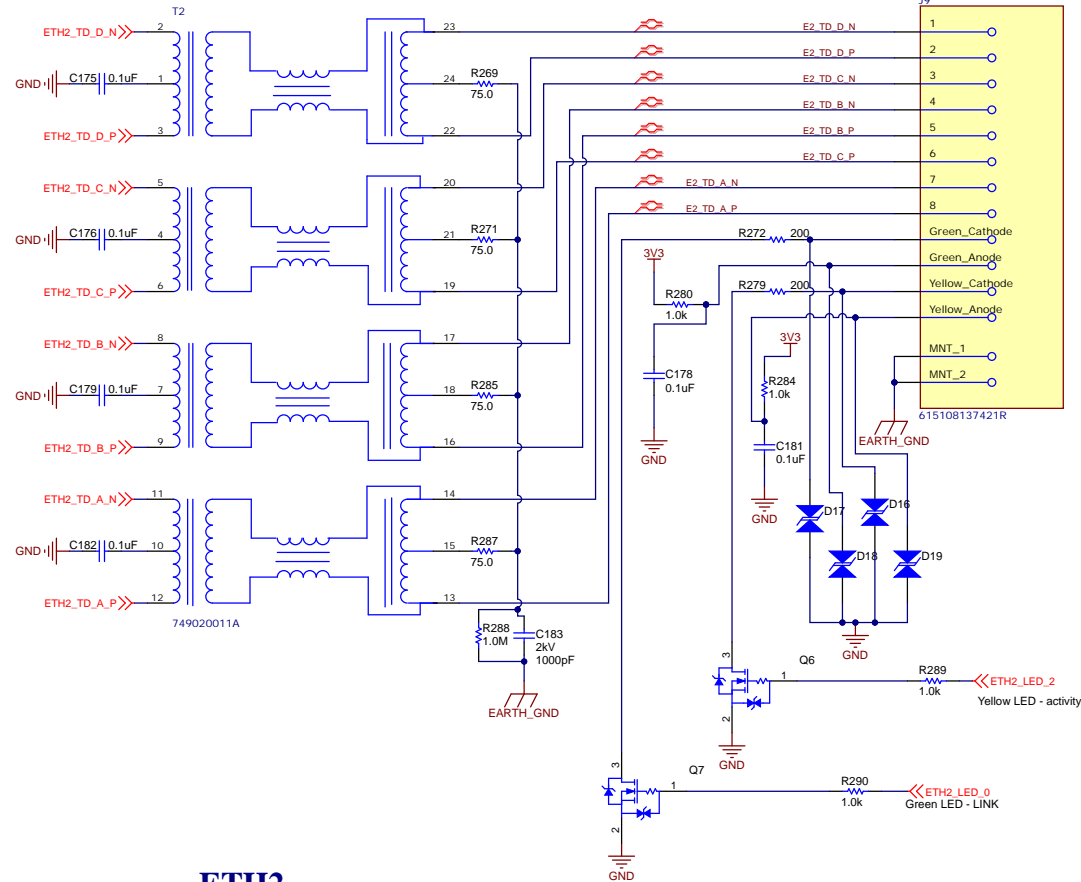 T2
J9
ETH2_TD_D_N
2
23
E2_TD_D_N
1
E2_TD_D_P
2
GND
C175
0.1uF
1
24
R269
75.0
E2_TD_C_N
3
E2_TD_B_N
4
ETH2_TD_D_P
3
22
E2_TD_B_P
5
E2_TD_C_P
6
ETH2_TD_C_N
5
20
E2_TD_A_N
7
E2_TD_A_P
8
GND
C176
0.1uF
4
21
R271
75.0
R272
200
Green_Cathode
3V3
Green_Anode
ETH2_TD_C_P
6
19
R280
1.0k
R279
200
Yellow_Cathode
Yellow_Anode
ETH2_TD_B_N
8
17
3V3
MNT_1
C178
0.1uF
R284
1.0k
MNT_2
GND
C179
0.1uF
7
18
R285
75.0
615108137421R
EARTH_GND
ETH2_TD_B_P
9
16
GND
C181
0.1uF
ETH2_TD_A_N
11
14
GND
D17
D16
GND
C182
0.1uF
10
15
R287
75.0
D18
D19
ETH2_TD_A_P
12
13
749020011A
R288
1.0M
C183
2kV
1000pF
GND
EARTH_GND
3
Q6
1
R289
1.0k
ETH2_LED_2
Yellow LED - activity
2
GND
3
Q7
1
R290
1.0k
ETH2_LED_0
Green LED - LINK
2
GND
ETH2